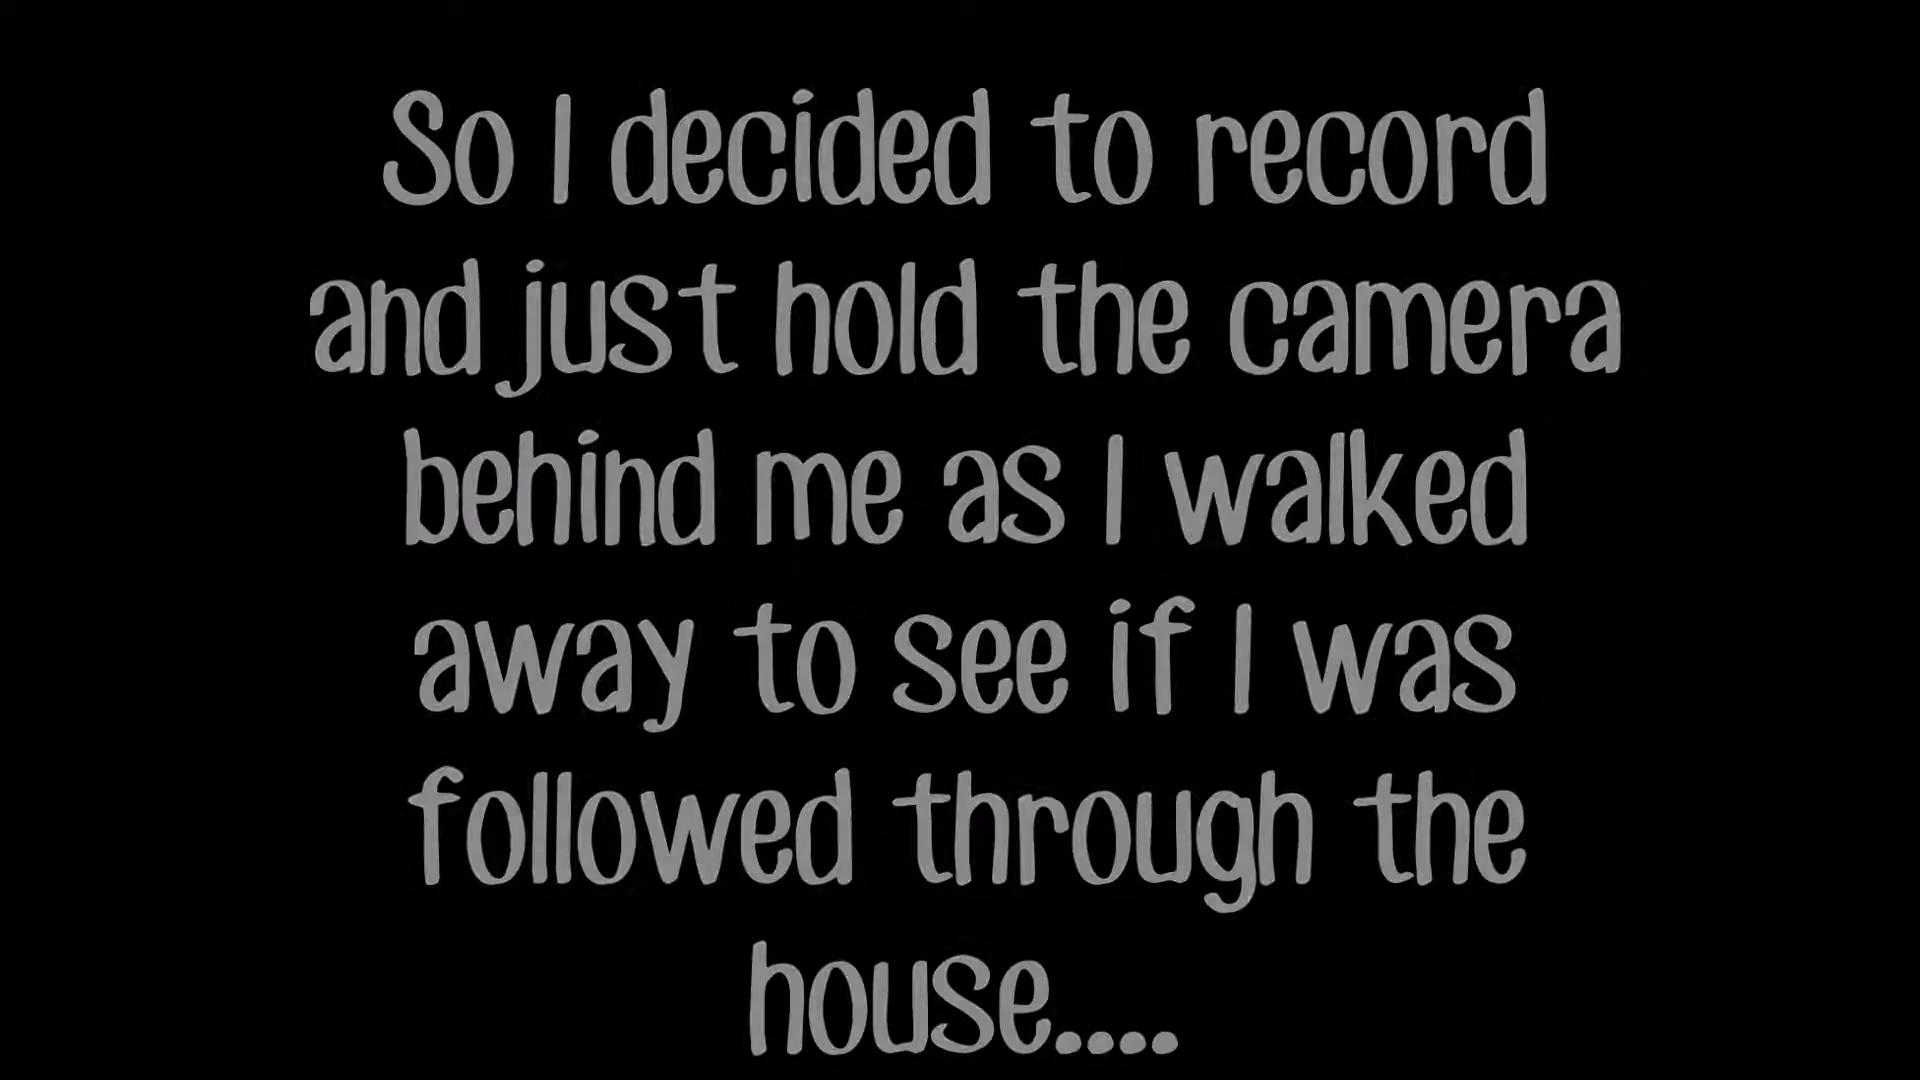 So I decided to record
and just hold the camera
behind me as I walked
away to see if I was
followed through the
house....